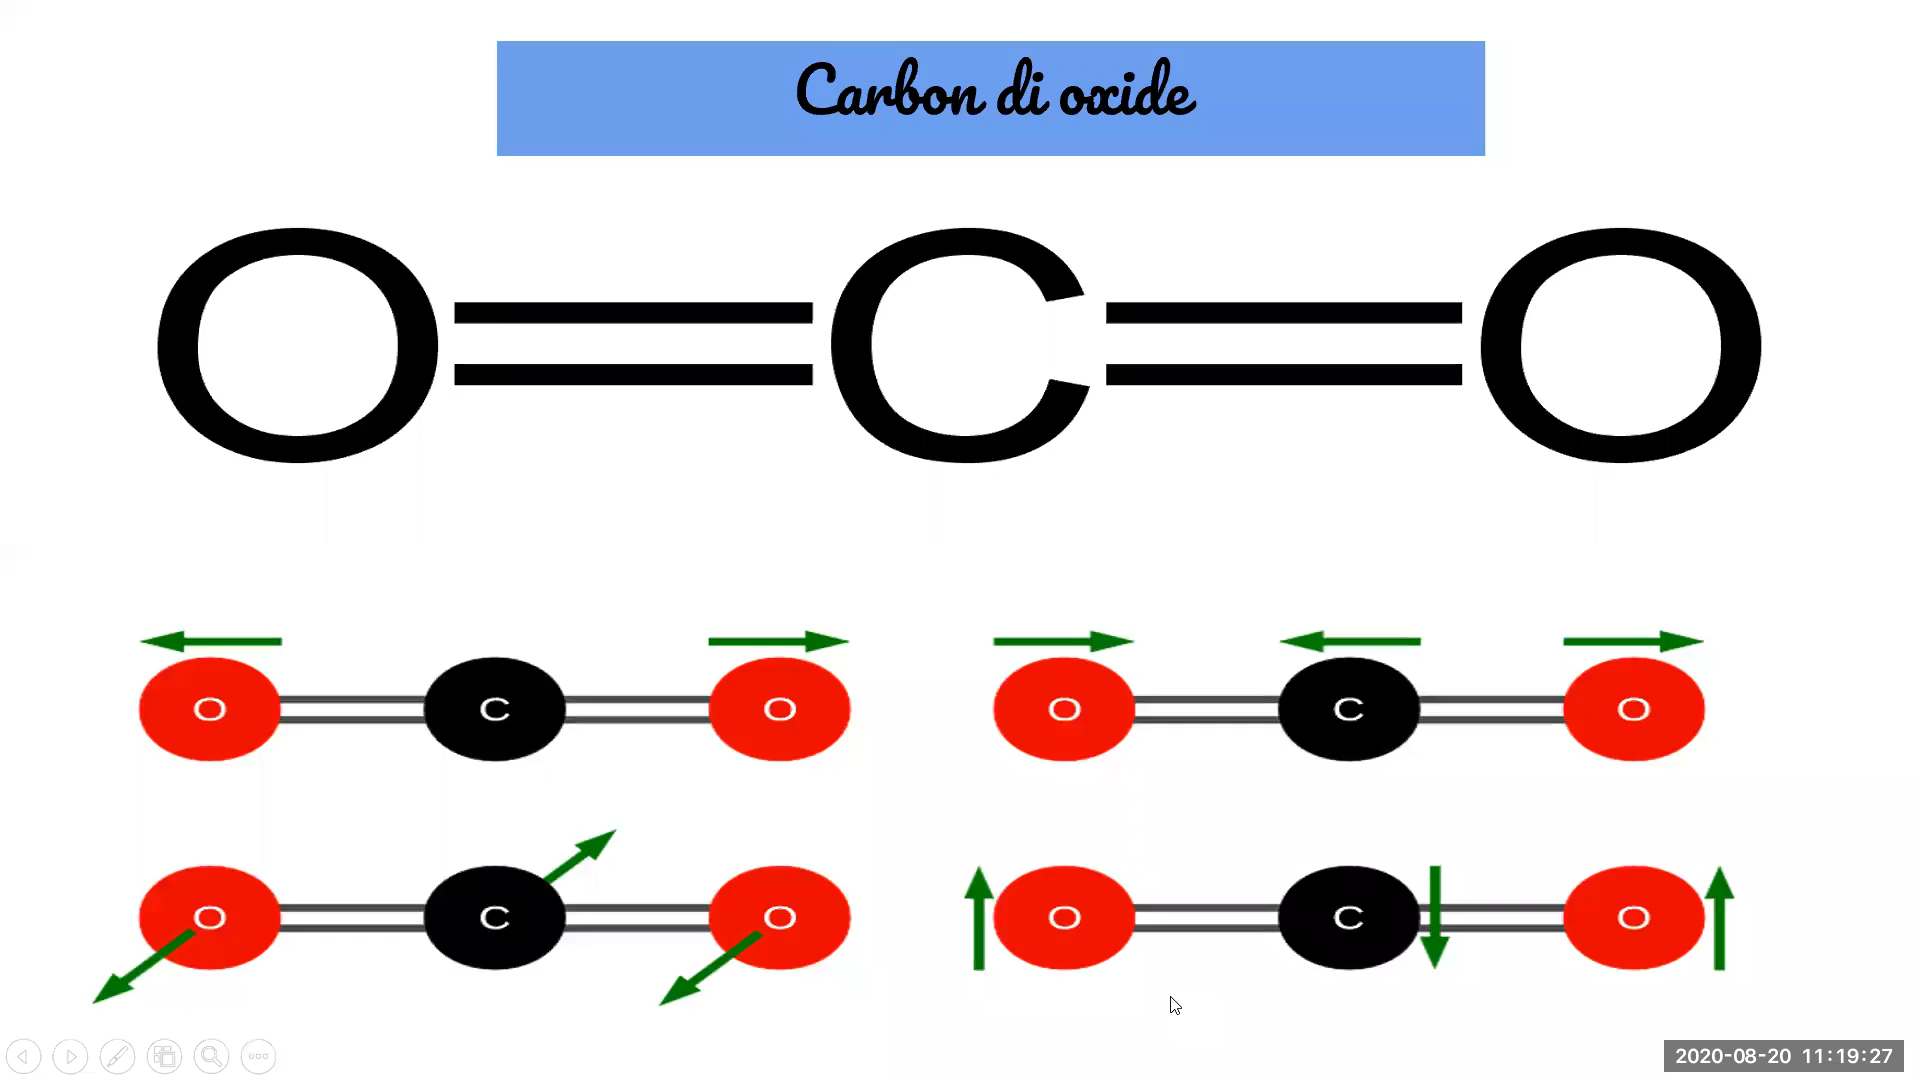 Carbon di oxide
O=C=O
O C O O C O
O C O O C O
2020-08-20 11:19:27